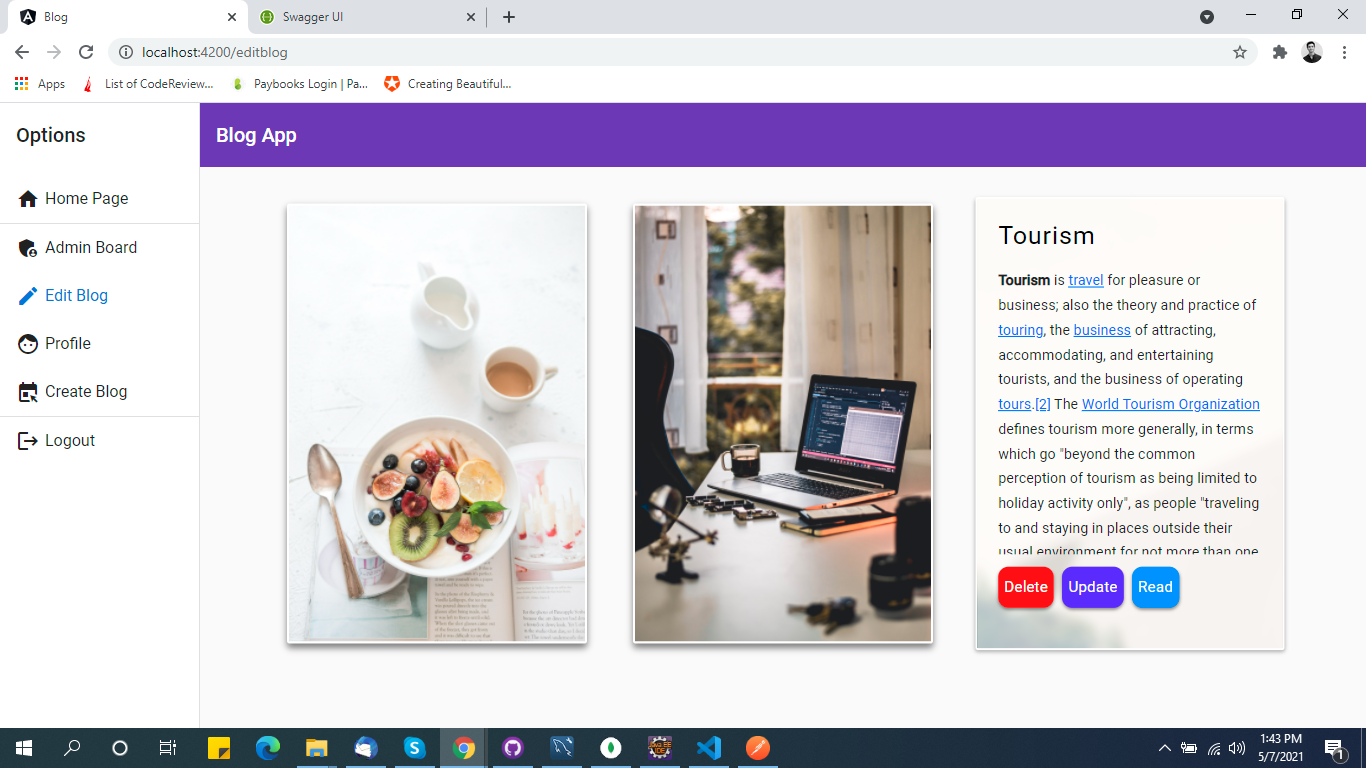 Blog
Swagger UI
localhost:4200/editblog
Apps
List of CodeReview...
Paybooks Login | Pa...
Creating Beautiful...
Options
Blog App
Home Page
Admin Board
Edit Blog
Profile
Create Blog
Logout
Tourism
Tourism is travel for pleasure or
business; also the theory and practice of
touring, the business of attracting,
accommodating, and entertaining
tourists, and the business of operating
tours.[2] The World Tourism Organization
defines tourism more generally, in terms
which go "beyond the common
perception of tourism as being limited to
holiday activity only", as people "traveling
to and staying in places outside their
usual environment for not more than one
Delete
Update
Read
1:43 PM
5/7/2021
1